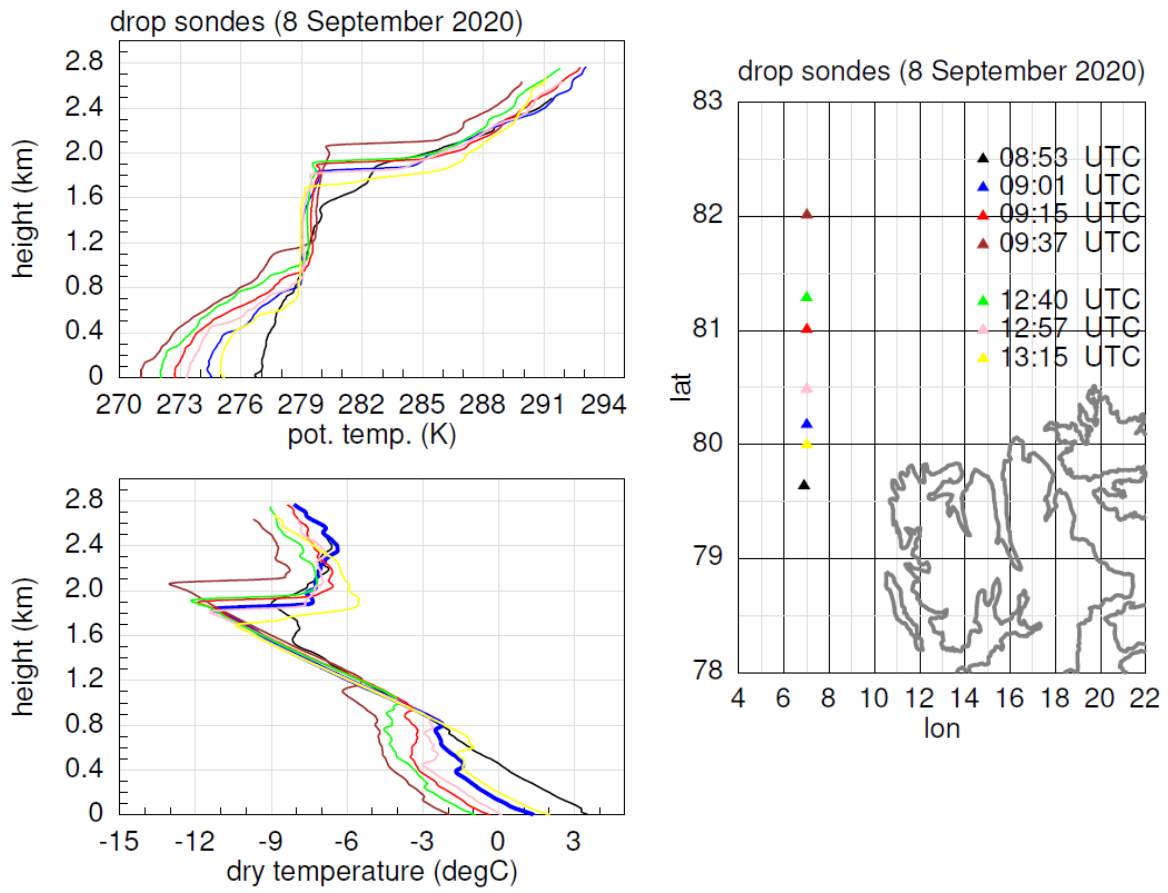 drop sondes (8 September 2020)
2.8
2.4
2.0
1.6
1.2
0.8
0.4
0
height (km)
270 273 276 279 282 285 288 291 294
pot. temp. (K)
2.8
2.4
2.0
1.6
1.2
0.8
0.4
0
height (km)
-15 -12 -9 -6 -3 0 3
dry temperature (degC)
drop sondes (8 September 2020)
83
82
81
80
79
78
lat
08:53 UTC
09:01 UTC
09:15 UTC
09:37 UTC
12:40 UTC
12:57 UTC
13:15 UTC
4 6 8 10 12 14 16 18 20 22
lon